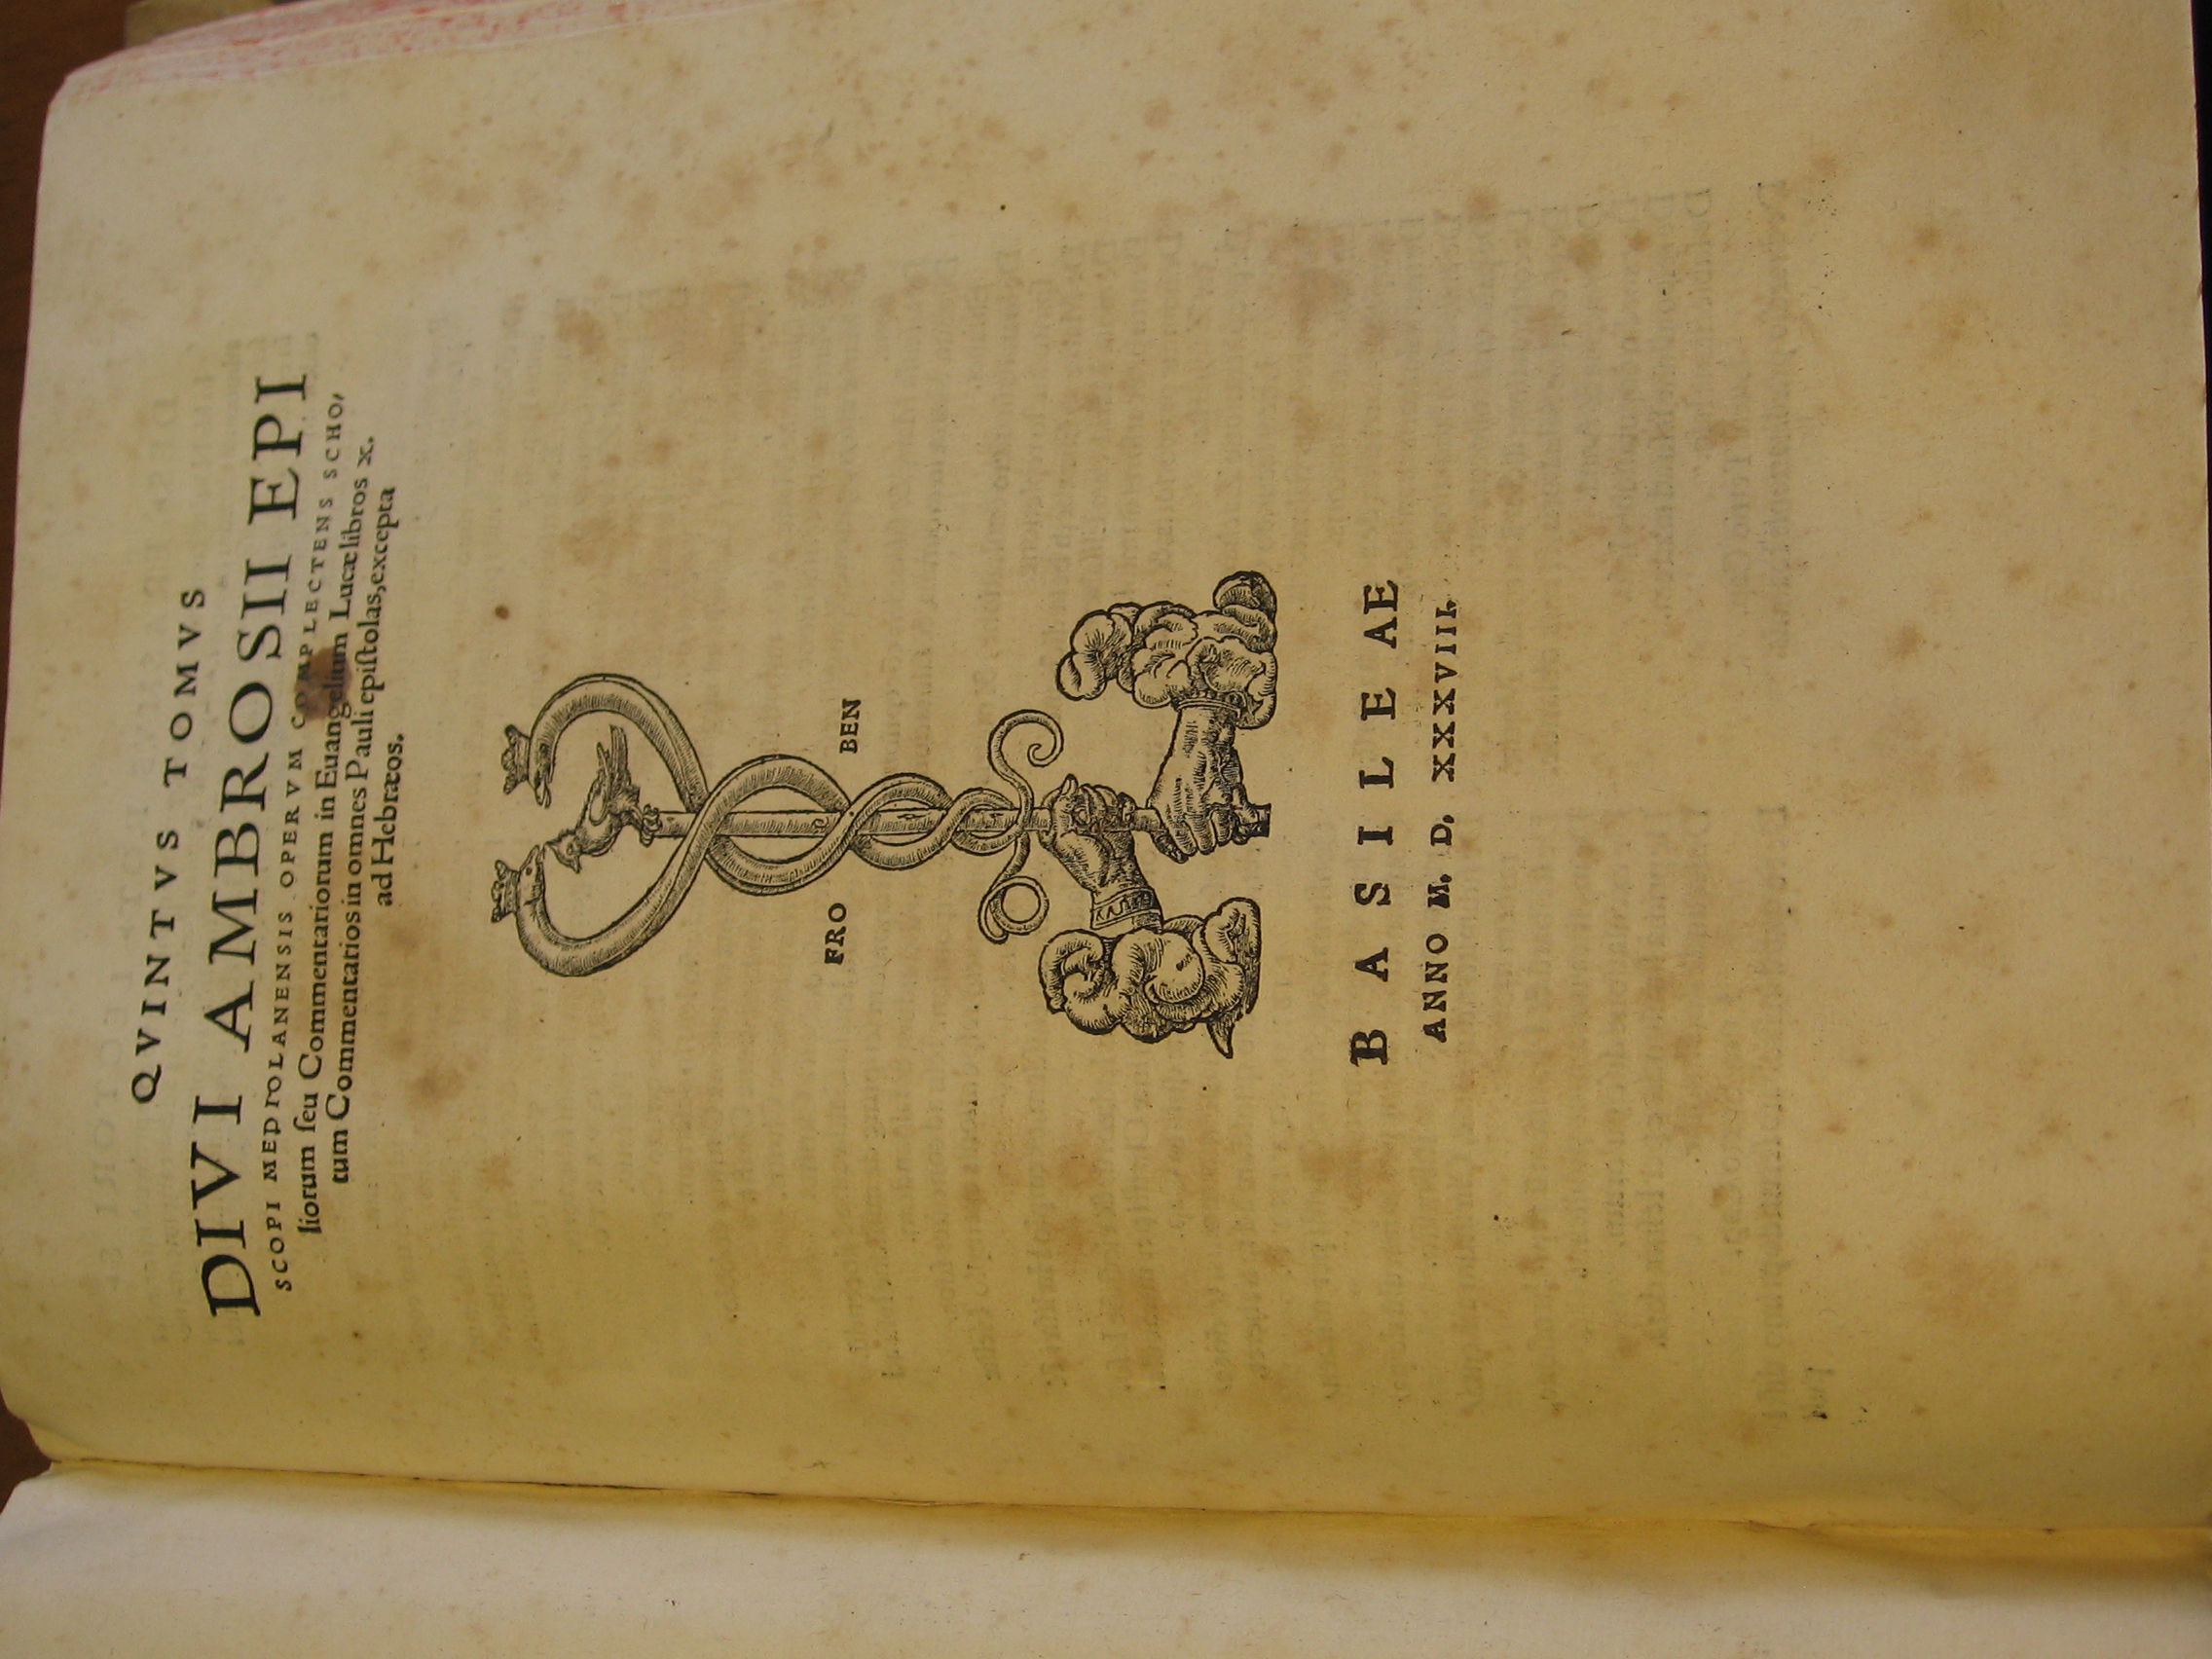 QVINTVS TOMVS
DIVI AMBROSII EPI
SCOPI MEDIOLANENSIS OPERVM COMPLECTENS SCHO,
liorum ſeu Commentariorum in Euangelium Lucæ libros x.
tum Commentarios in omnes Pauli epiſtolas, excepta
ad Hebræos.
FRO BEN
BASILEAE
ANNO M. D. XXXVIII.